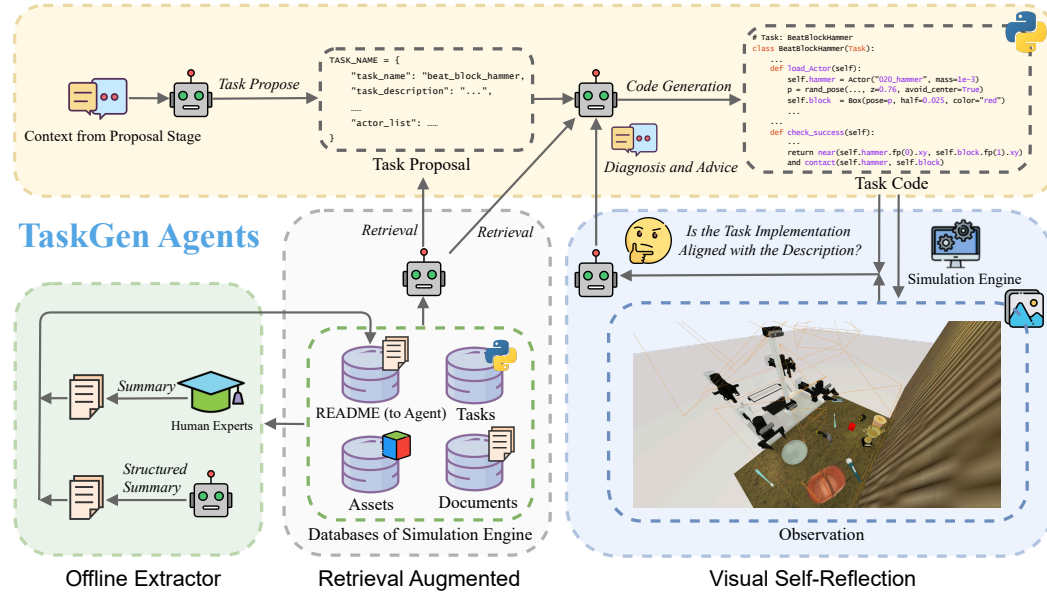 Context from Proposal Stage
Task Propose
TASK_NAME = {
"task_name": "beat_block_hammer,
"task_description": "...",
……
"actor_list": ……
}
Task Proposal
Code Generation
Diagnosis and Advice
# Task: BeatBlockHammer
class BeatBlockHammer(Task):
...
def load_Actor(self):
self.hammer = Actor("020_hammer", mass=1e-3)
p = rand_pose(..., z=0.76, avoid_center=True)
self.block  = Box(pose=p, half=0.025, color="red")
...
...
def check_success(self):
...
return near(self.hammer.fp(0).xy, self.block.fp(1).xy)
and contact(self.hammer, self.block)
Task Code
TaskGen Agents
Retrieval
Retrieval
Is the Task Implementation
Aligned with the Description?
Simulation Engine
Summary
Human Experts
Structured
Summary
README (to Agent)
Tasks
Assets
Documents
Databases of Simulation Engine
Observation
Offline Extractor
Retrieval Augmented
Visual Self-Reflection